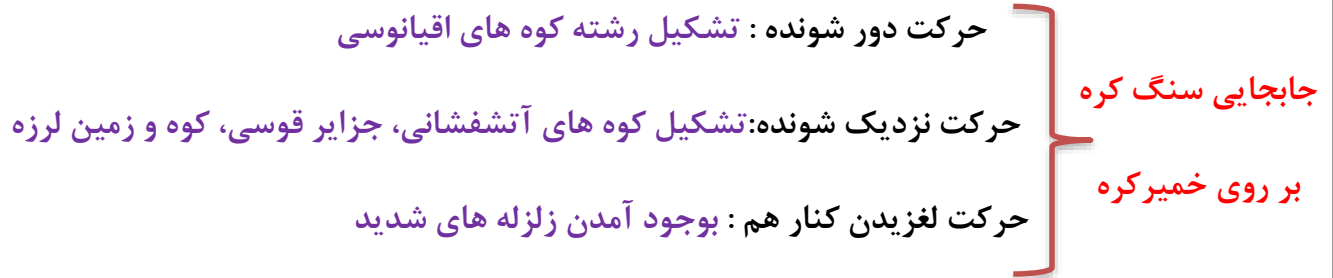 جابجایی سنگ کره
بر روی خمیرکره
حرکت دور شونده : تشکیل رشته کوه های اقیانوسی
حرکت نزدیک شونده:تشکیل کوه های آتشفشانی، جزایر قوسی، کوه و زمین لرزه
حرکت لغزیدن کنار هم : بوجود آمدن زلزله های شدید